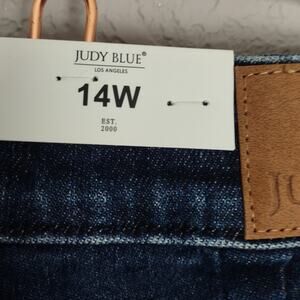 JUDY BLUE®
LOS ANGELES
14W
EST.
2000
JU